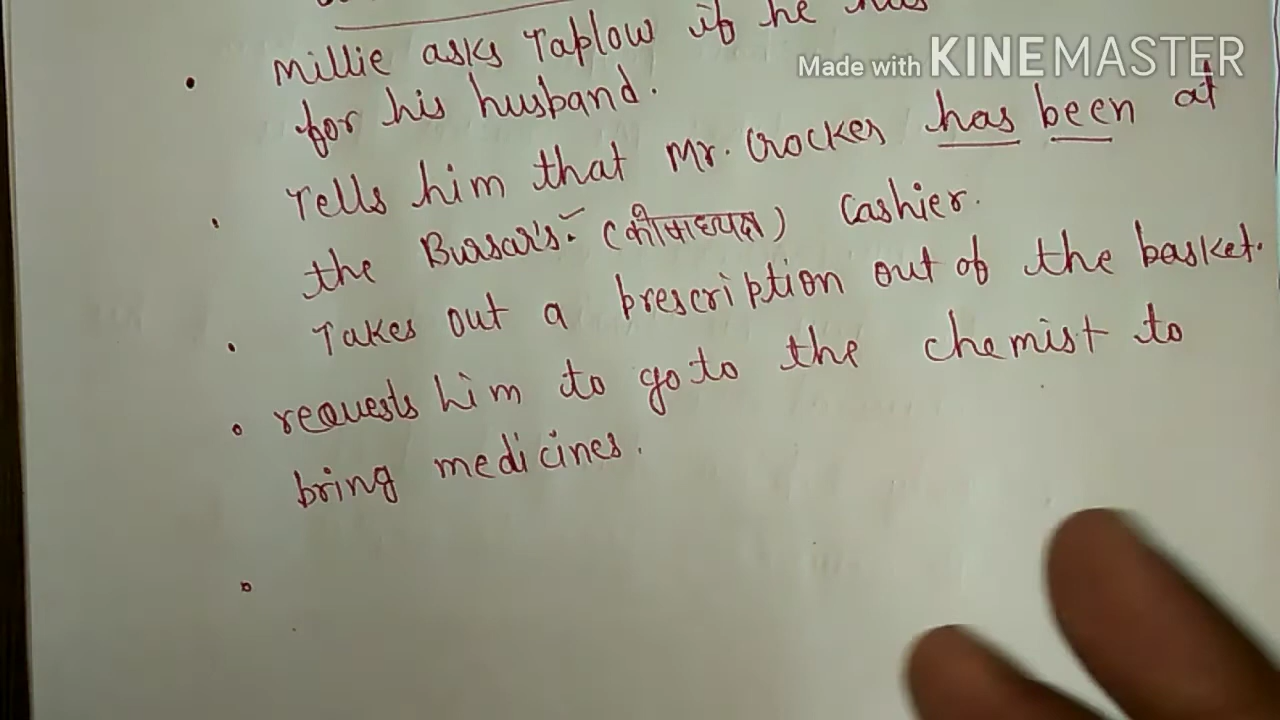 Millie asks Taplow if he has
Made with KINEMASTER
for his husband.
Tells him that Mr. Crocker has been at
the Bursar's. (कोषाध्यक्ष) Cashier.
Takes out a prescription out of the basket.
requests him to go to the chemist to
bring medicines.